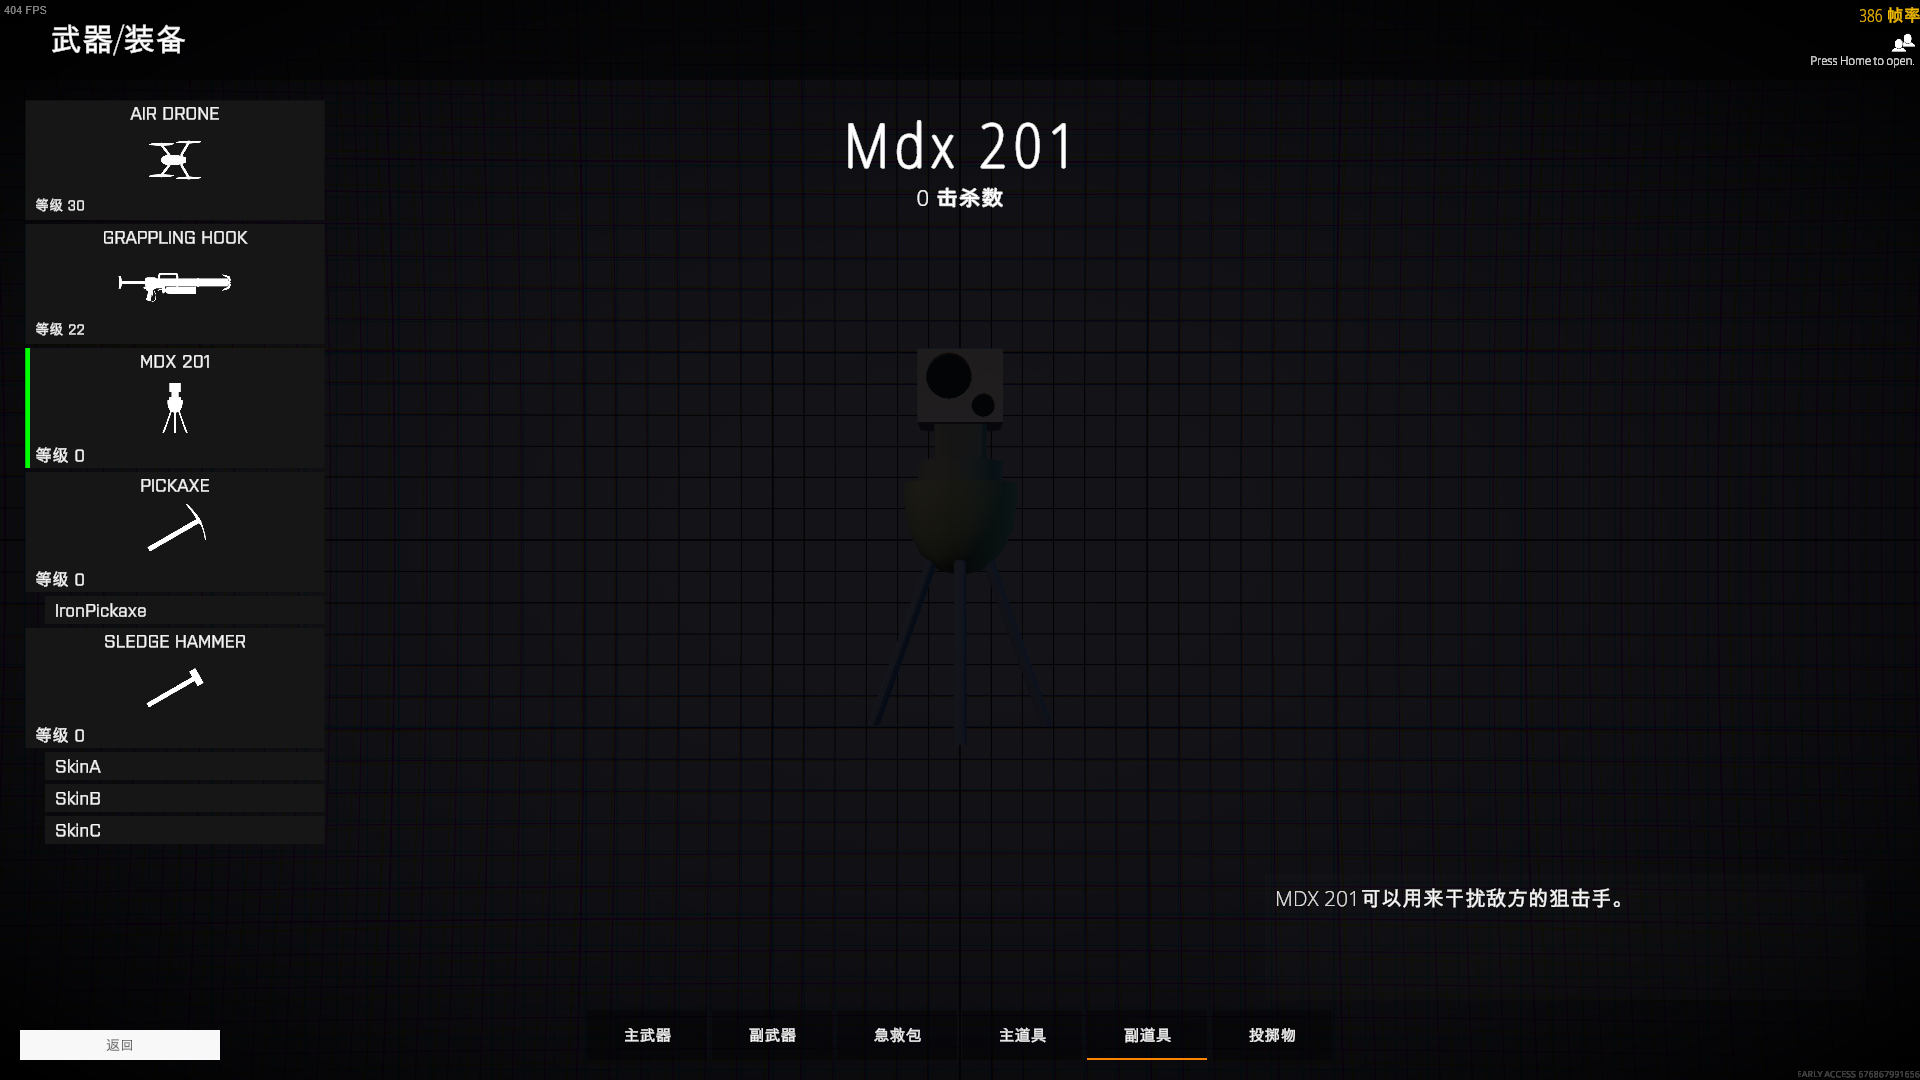 404 FPS
386 帧率
武器/装备
Press Home to open.
AIR DRONE
等级 30
GRAPPLING HOOK
等级 22
MDX 201
等级 0
PICKAXE
等级 0
IronPickaxe
SLEDGE HAMMER
等级 0
SkinA
SkinB
SkinC
Mdx 201
0 击杀数
MDX 201可以用来干扰敌方的狙击手。
主武器
副武器
急救包
主道具
副道具
投掷物
返回
EARLY ACCESS 676867991656